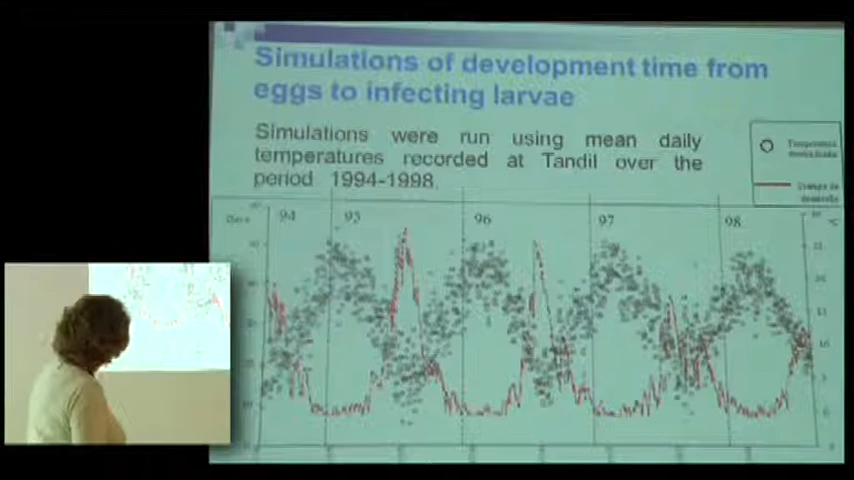 Simulations of development time from
eggs to infecting larvae
Simulations were run using mean daily
temperatures recorded at Tandil over the
period 1994-1998.
94
95
96
97
98